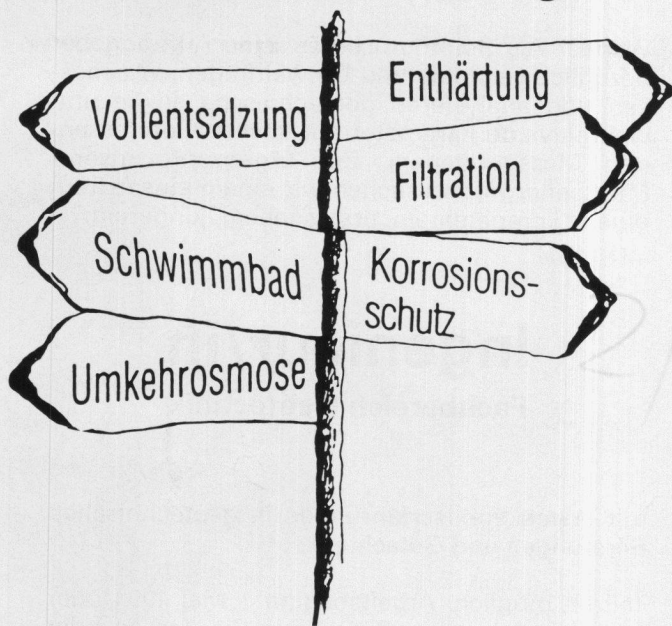 Vollentsalzung
Enthärtung
Filtration
Schwimmbad
Korrosions-
schutz
Umkehrosmose